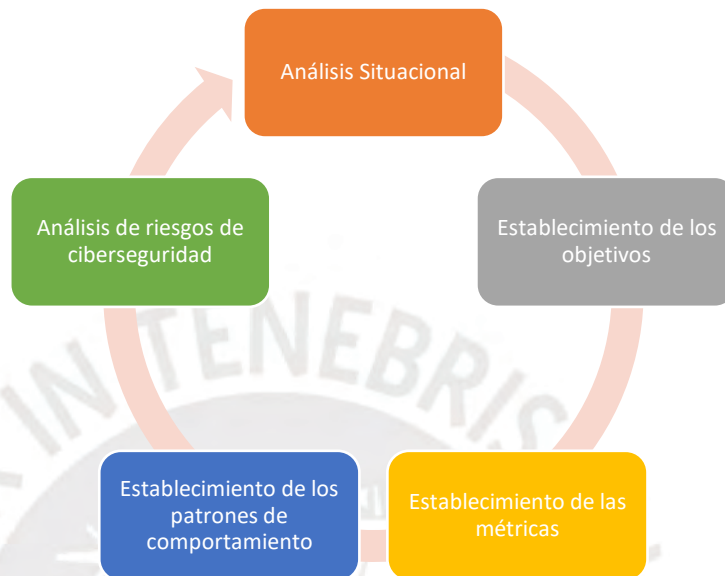 Análisis Situacional
Establecimiento de los
objetivos
Establecimiento de las
métricas
Establecimiento de los
patrones de
comportamiento
Análisis de riesgos de
ciberseguridad
IN TENEBRIS